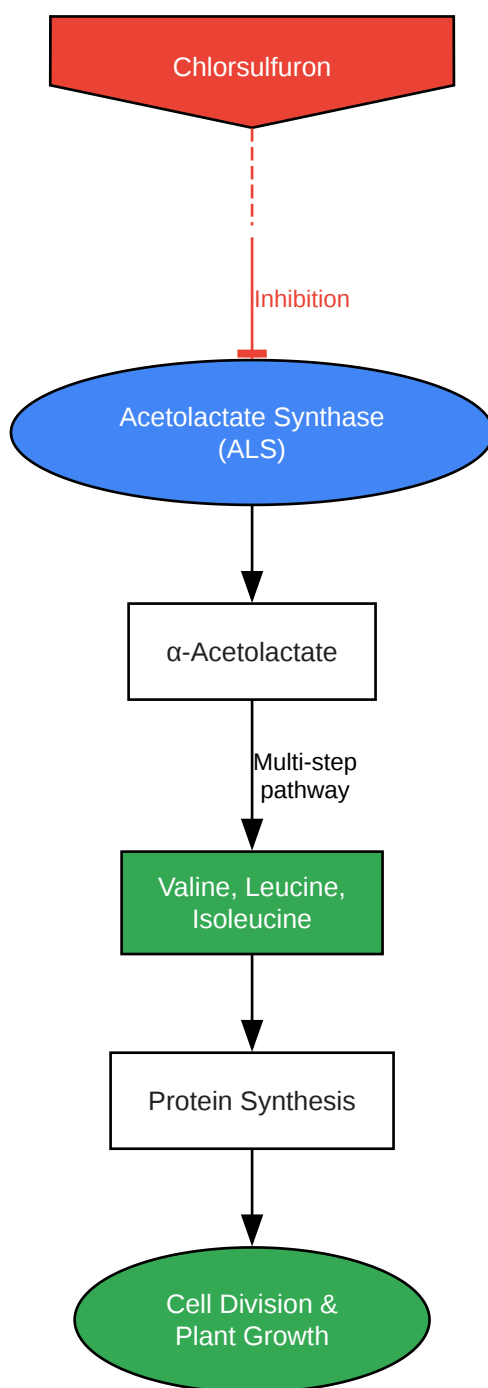 Chlorsulfuron
Inhibition
Acetolactate Synthase
(ALS)
α-Acetolactate
Multi-step
pathway
Valine, Leucine,
Isoleucine
Protein Synthesis
Cell Division &
Plant Growth